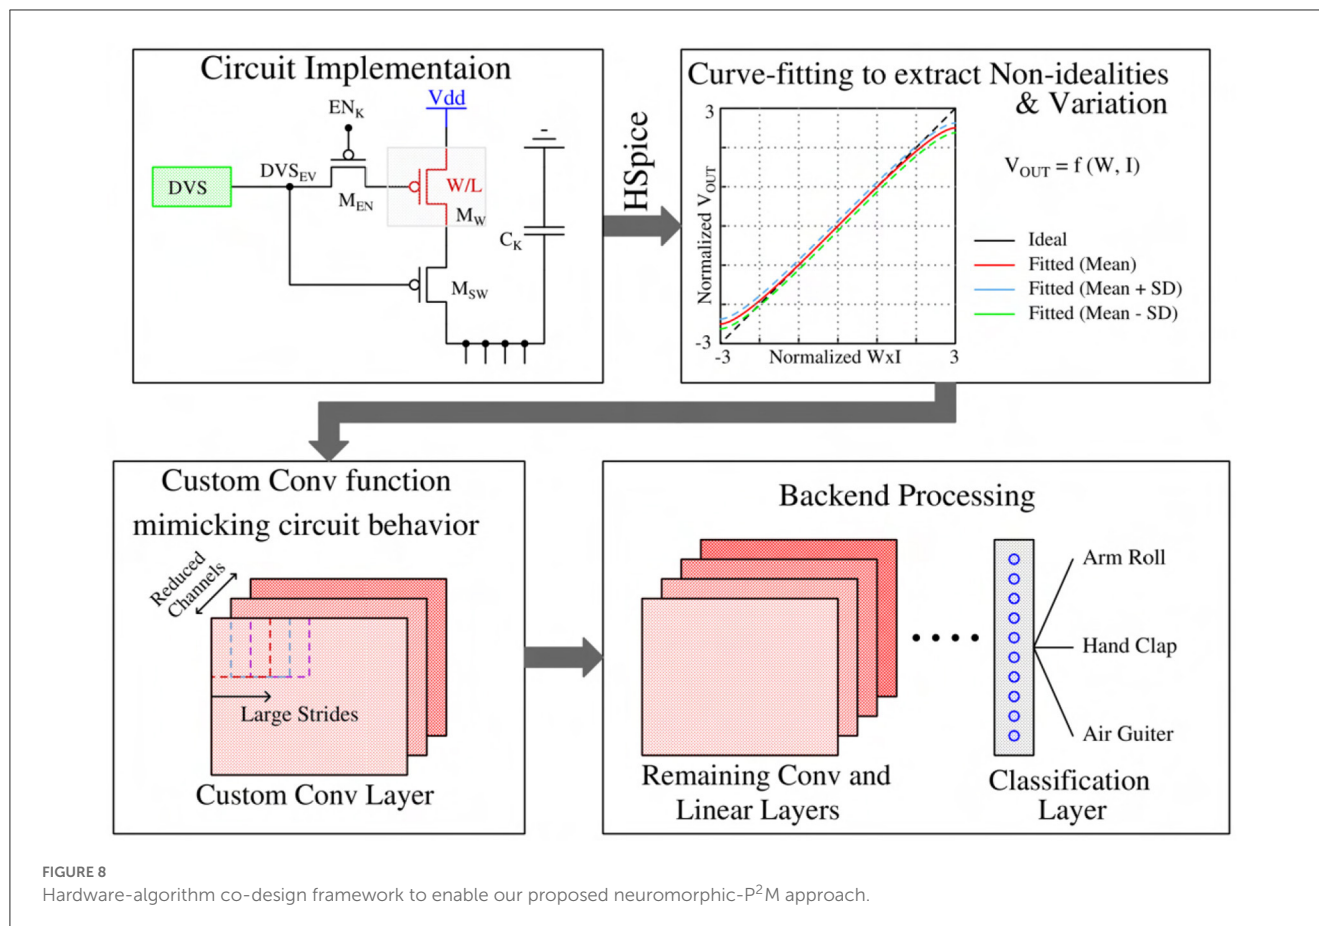 Circuit Implementaion
Vdd
EN_K
DVS
DVS_EV
M_EN
W/L
M_W
M_SW
C_K
-
HSpice
Curve-fitting to extract Non-idealities
& Variation
V_OUT = f (W, I)
3
Normalized V_OUT
-3
-3
Normalized WxI
3
Ideal
Fitted (Mean)
Fitted (Mean + SD)
Fitted (Mean - SD)
Custom Conv function
mimicking circuit behavior
Reduced
Channels
Large Strides
Custom Conv Layer
Backend Processing
Arm Roll
Hand Clap
Air Guiter
Remaining Conv and
Linear Layers
Classification
Layer
FIGURE 8
Hardware-algorithm co-design framework to enable our proposed neuromorphic-P²M approach.